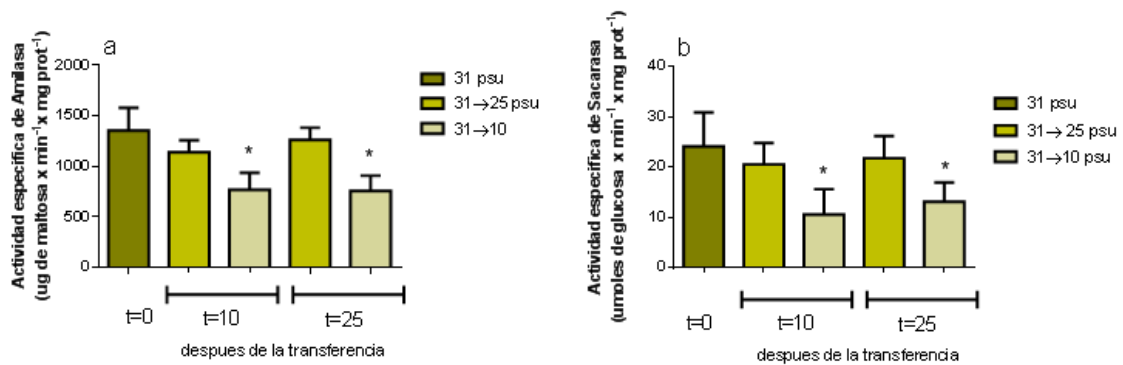 a
Actividad especifica de Amilasa
(ug de maltosa x min⁻¹ x mg prot⁻¹)
2000
1500
1000
500
0
*
*
31 psu
31→25 psu
31→10
t=0
t=10
t=25
despues de la transferencia
b
Actividad especifica de Sacarasa
(umoles de glucosa x min⁻¹ x mg prot⁻¹)
40
30
20
10
0
*
*
31 psu
31→ 25 psu
31→10 psu
t=0
t=10
t=25
despues de la transferencia